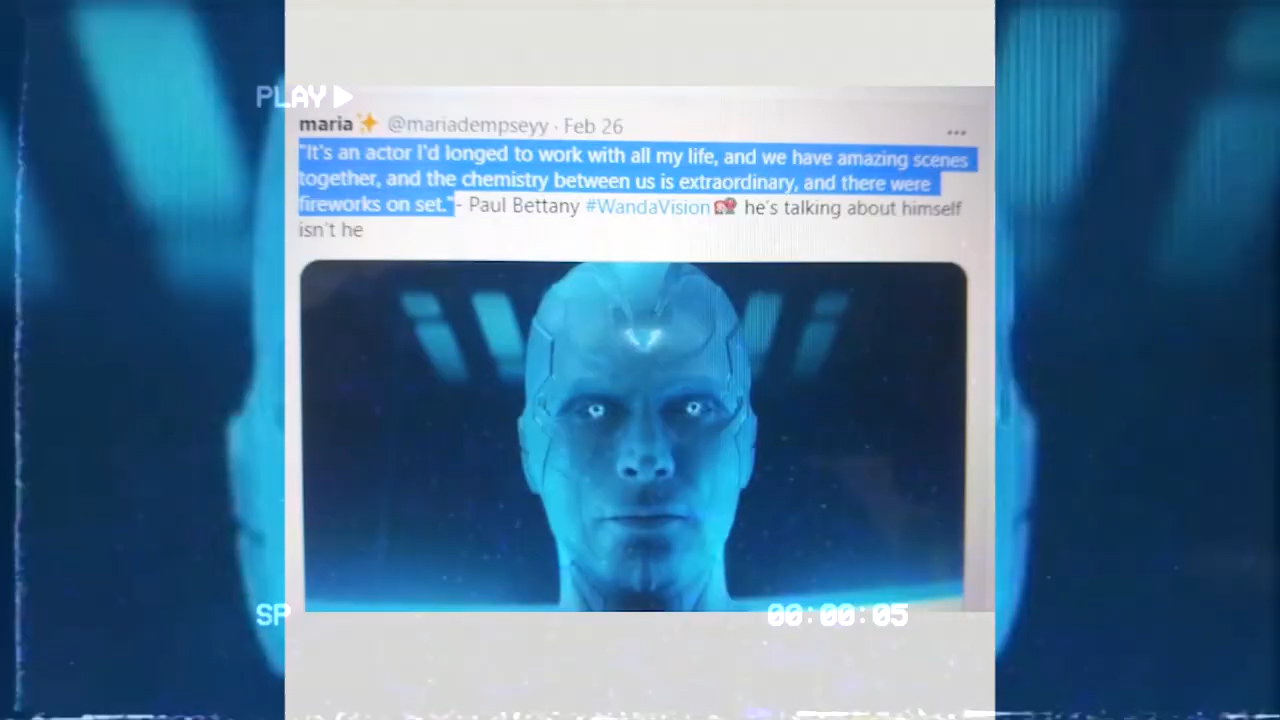 PLAY
maria✨ @mariadempseyy · Feb 26 ...
"It's an actor I'd longed to work with all my life, and we have amazing scenes
together, and the chemistry between us is extraordinary, and there were
fireworks on set." - Paul Bettany #WandaVision he's talking about himself
isn't he
SP 00:00:05